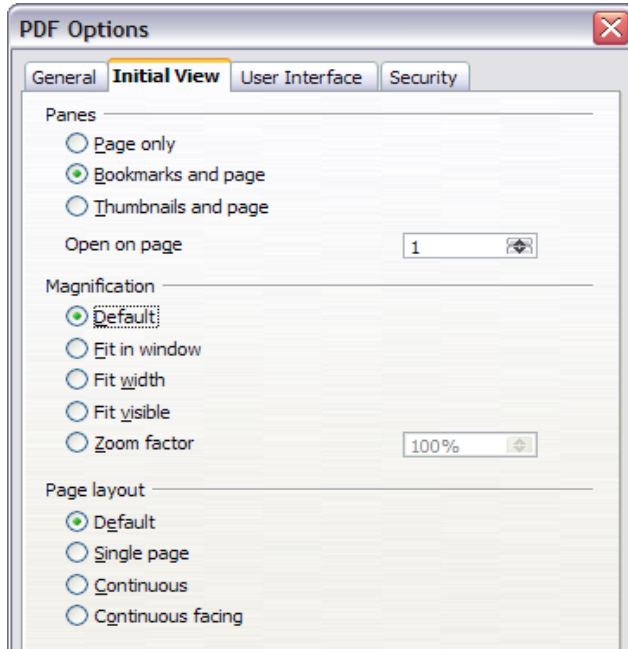 PDF Options
General Initial View User Interface Security
Panes
Page only
Bookmarks and page
Thumbnails and page
Open on page 1
Magnification
Default
Fit in window
Fit width
Fit visible
Zoom factor 100%
Page layout
Default
Single page
Continuous
Continuous facing